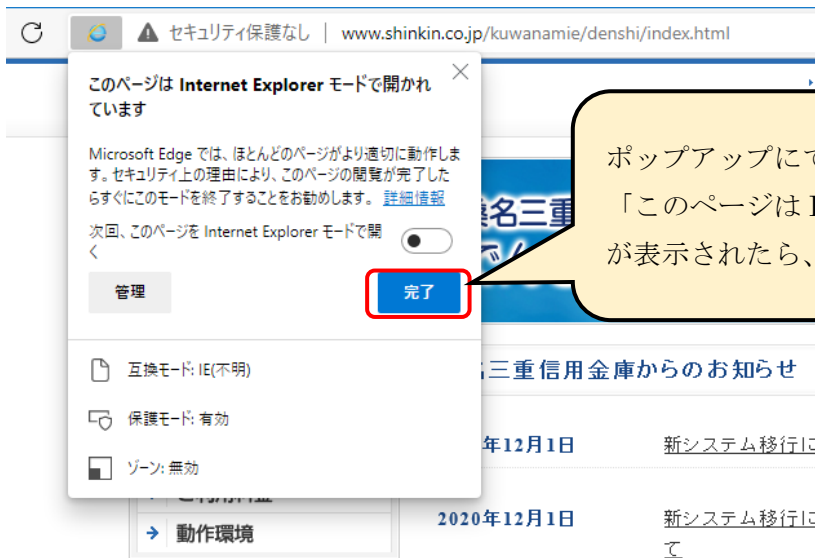 セキュリティ保護なし | www.shinkin.co.jp/kuwanamie/denshi/index.html
このページは Internet Explorer モードで開かれ
ています
Microsoft Edge では、ほとんどのページがより適切に動作しま
す。セキュリティ上の理由により、このページの閲覧が完了した
らすぐにこのモードを終了することをお勧めします。 詳細情報
次回、このページを Internet Explorer モードで開
く
管理
完了
互換モード: IE(不明)
保護モード: 有効
ゾーン: 無効
ポップアップにて
「このページは I
が表示されたら、
名三重
三重信用金庫からのお知らせ
年12月1日
新システム移行に
動作環境
2020年12月1日
新システム移行に
て